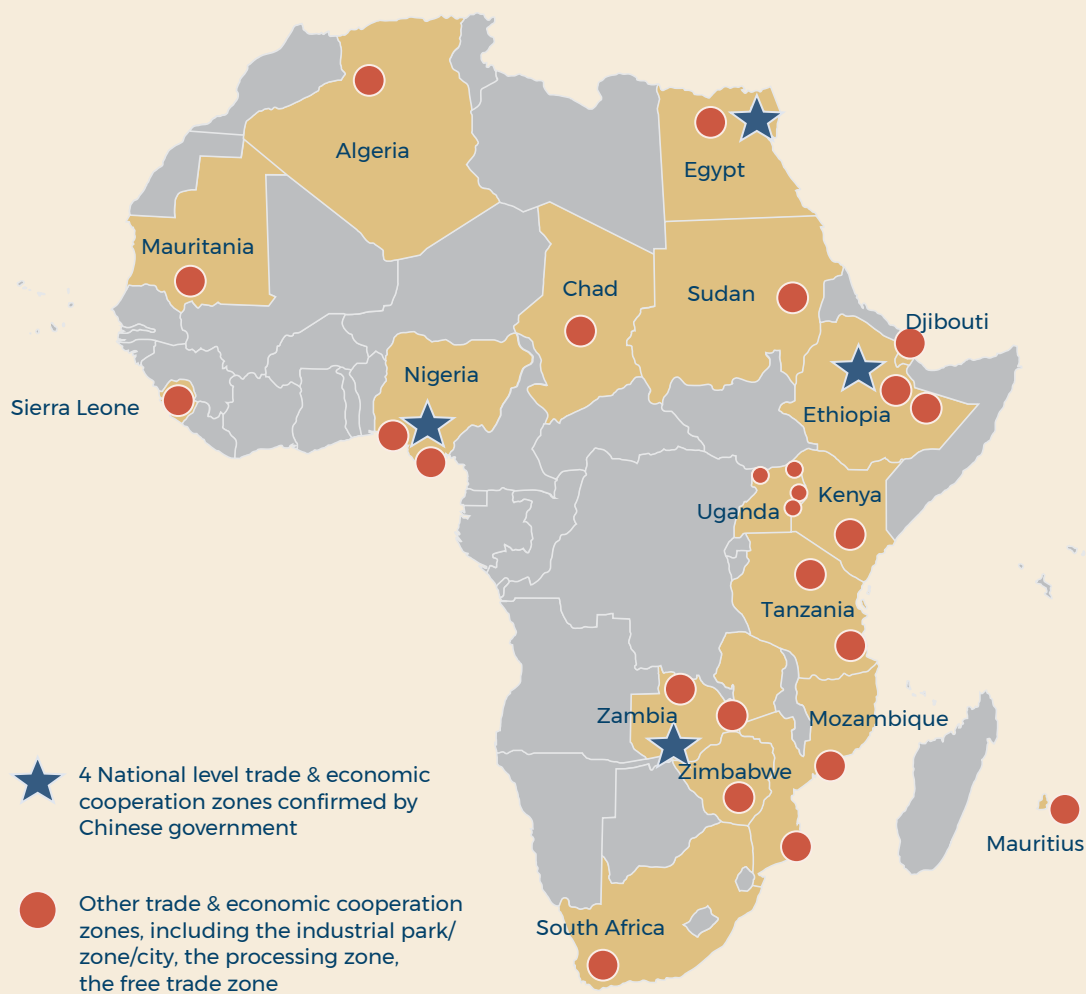 Algeria
Egypt
Mauritania
Chad
Sudan
Djibouti
Nigeria
Sierra Leone
Ethiopia
Kenya
Uganda
Tanzania
Zambia
Mozambique
Zimbabwe
4 National level trade & economic
cooperation zones confirmed by
Chinese government
Mauritius
Other trade & economic cooperation
zones, including the industrial park/
zone/city, the processing zone,
the free trade zone
South Africa